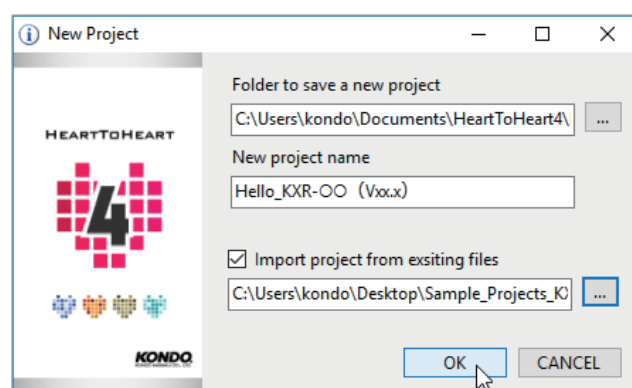 New Project
Folder to save a new project
C:\Users\kondo\Documents\HeartToHeart4\
...
HEARTTOHEART
4
New project name
Hello_KXR-○○（Vxx.x）
Import project from exsiting files
C:\Users\kondo\Desktop\Sample_Projects_K
...
KONDO
OK
CANCEL